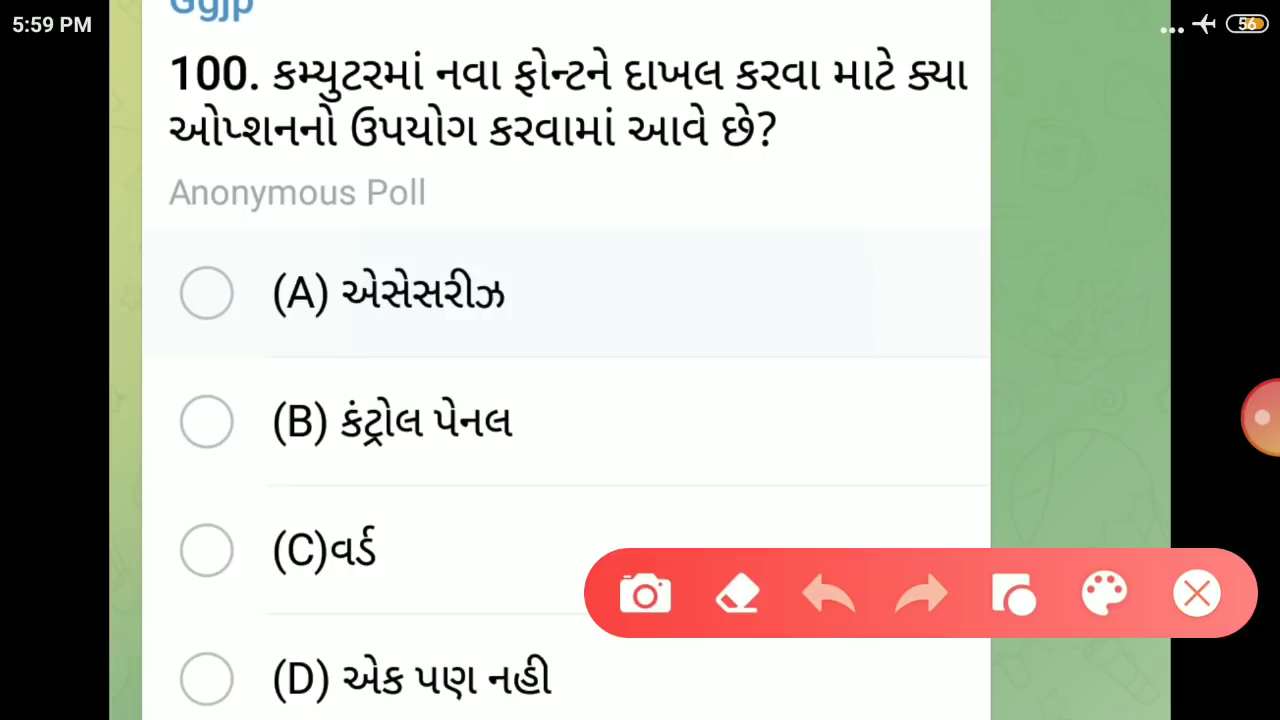 5:59 PM
56
Ggjp
100. કમ્પ્યુટરમાં નવા ફોન્ટને દાખલ કરવા માટે ક્યા
ઓપ્શનનો ઉપયોગ કરવામાં આવે છે?
Anonymous Poll
(A) એસેસરીઝ
(B) કંટ્રોલ પેનલ
(C)વર્ડ
(D) એક પણ નહી